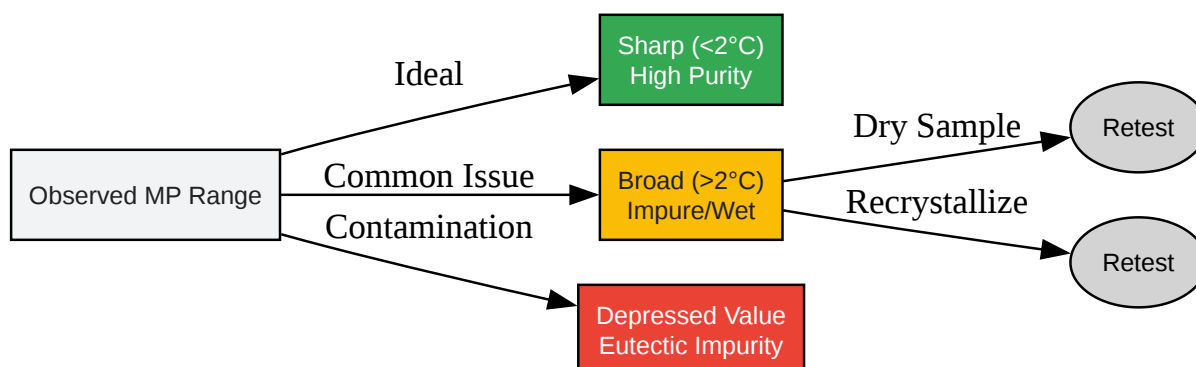 Observed MP Range
Ideal
Common Issue
Contamination
Sharp (<2°C)
High Purity
Broad (>2°C)
Impure/Wet
Depressed Value
Eutectic Impurity
Dry Sample
Recrystallize
Retest
Retest